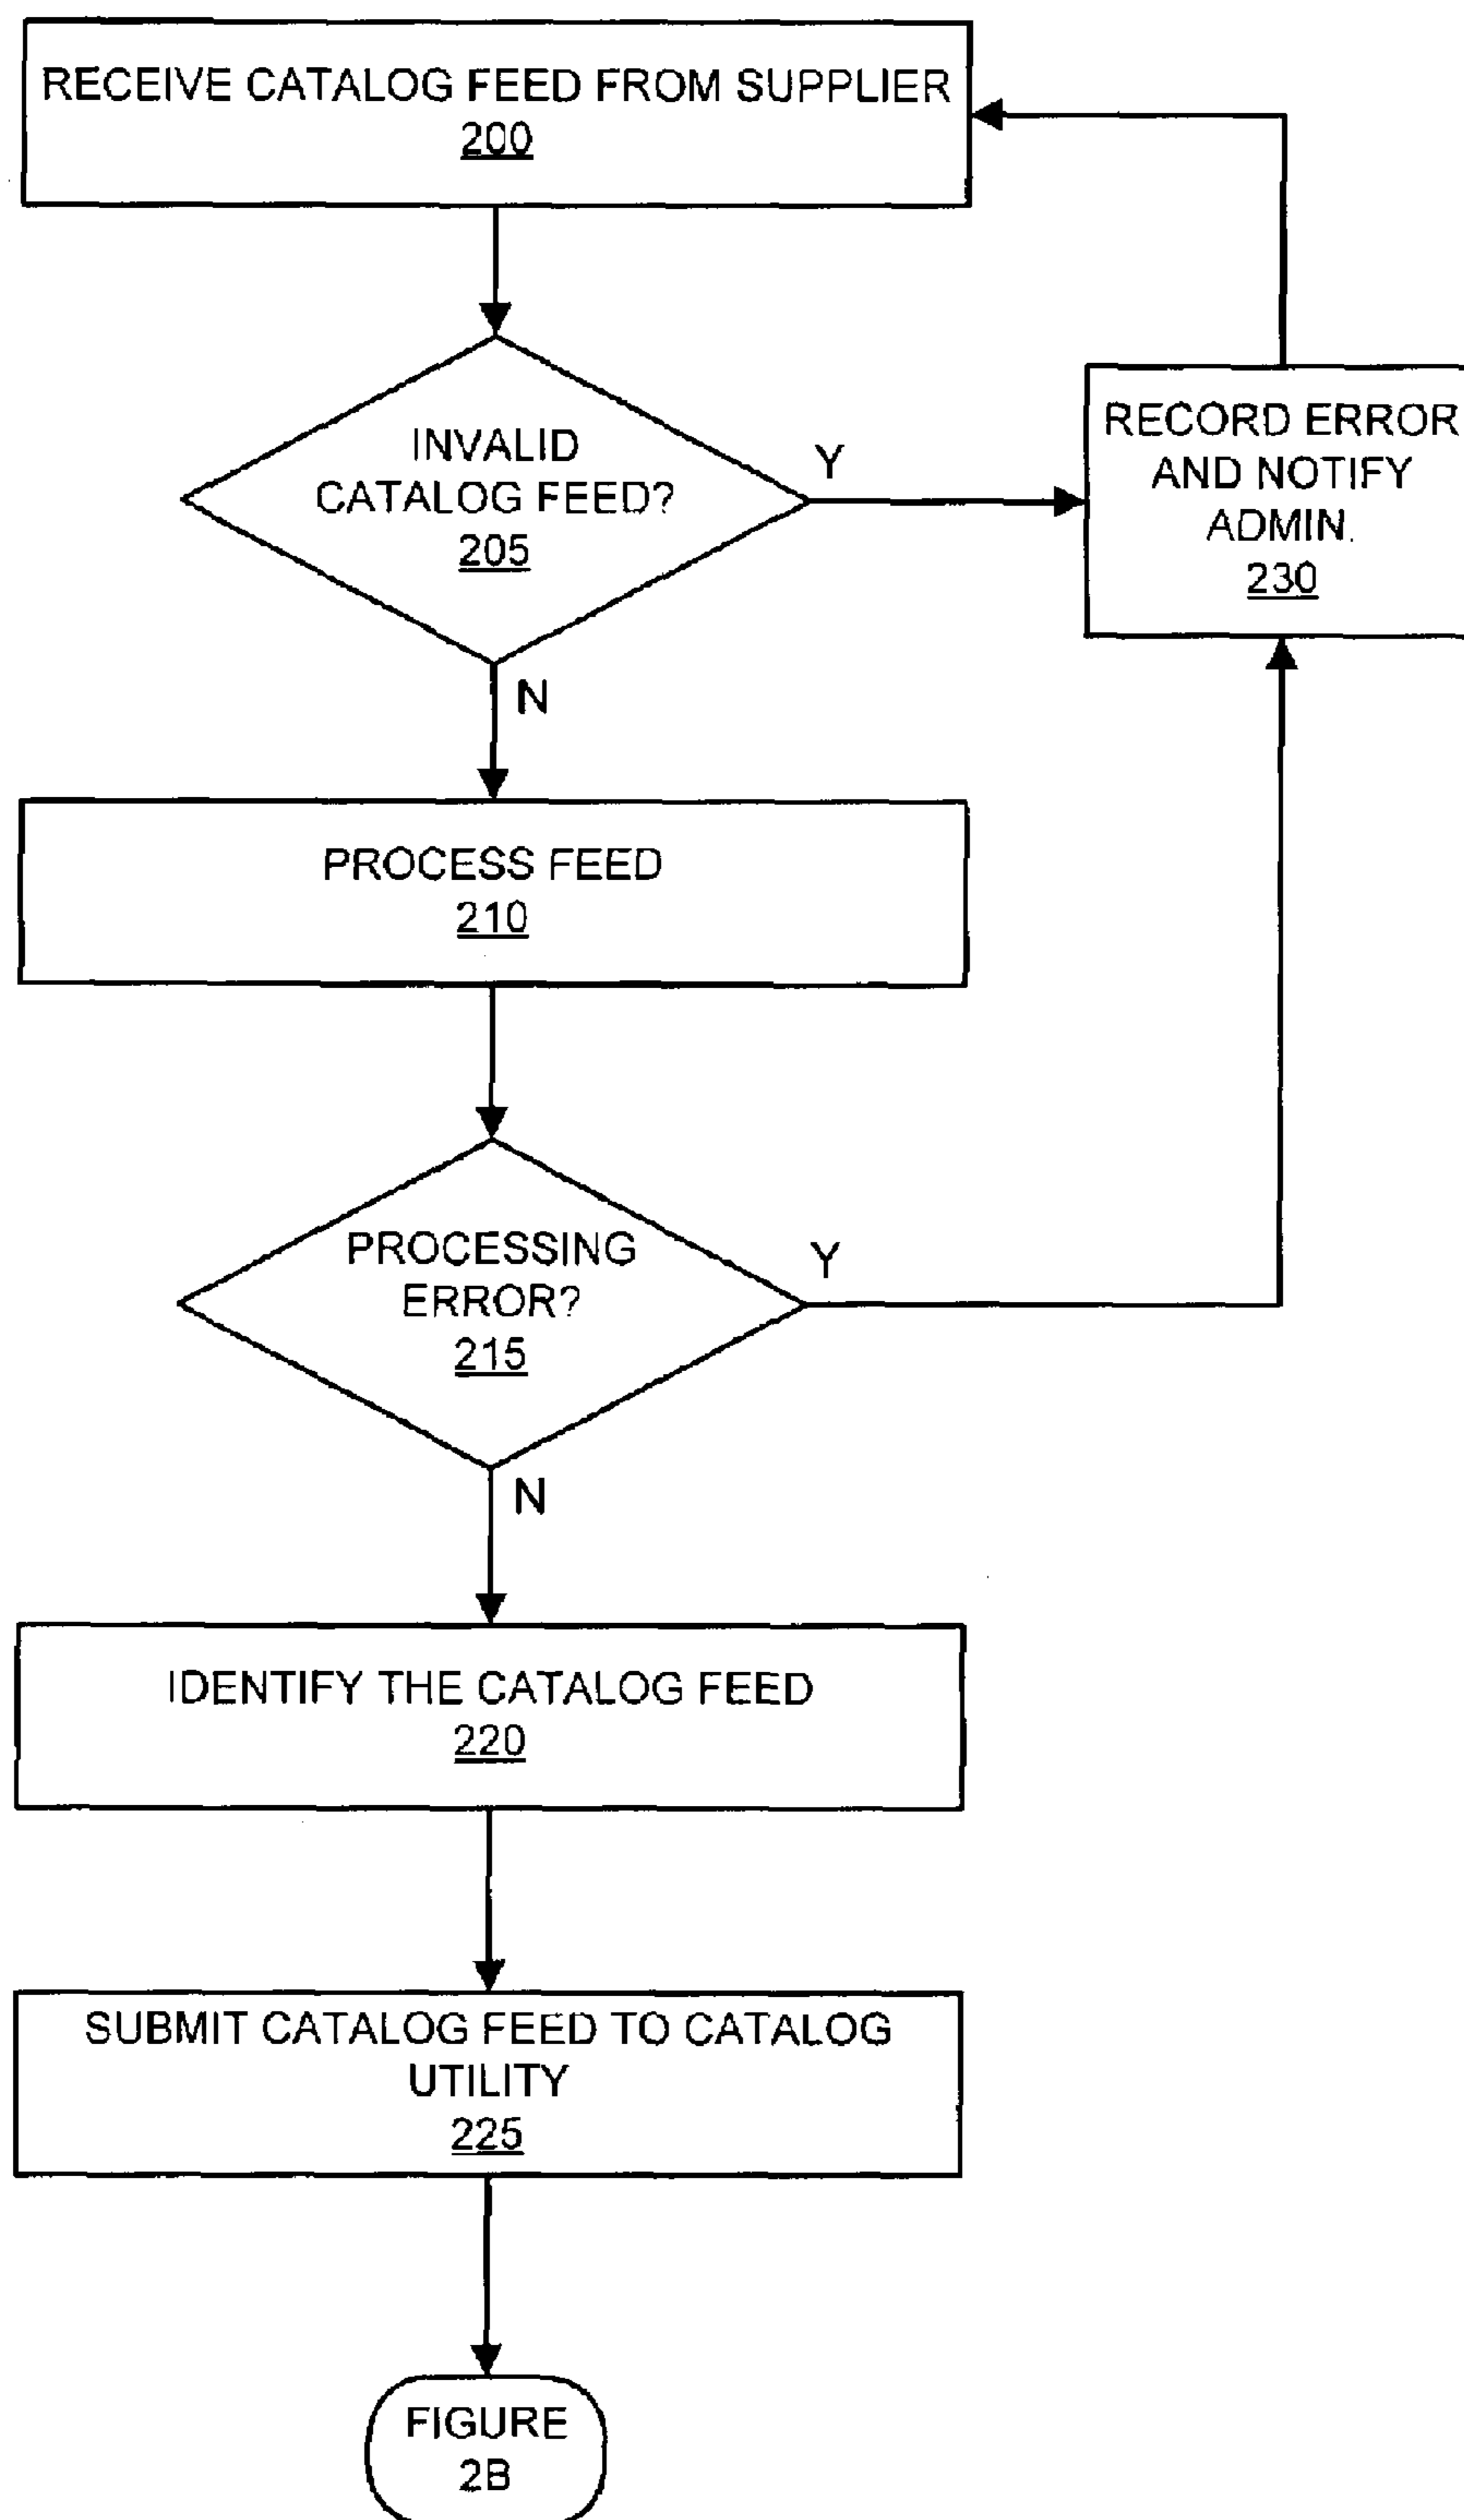 RECEIVE CATALOG FEED FROM SUPPLIER
200
INVALID
CATALOG FEED?
205
Y
RECORD ERROR
AND NOTIFY
ADMIN.
230
N
PROCESS FEED
210
PROCESSING
ERROR?
215
Y
N
IDENTIFY THE CATALOG FEED
220
SUBMIT CATALOG FEED TO CATALOG
UTILITY
225
FIGURE
2B